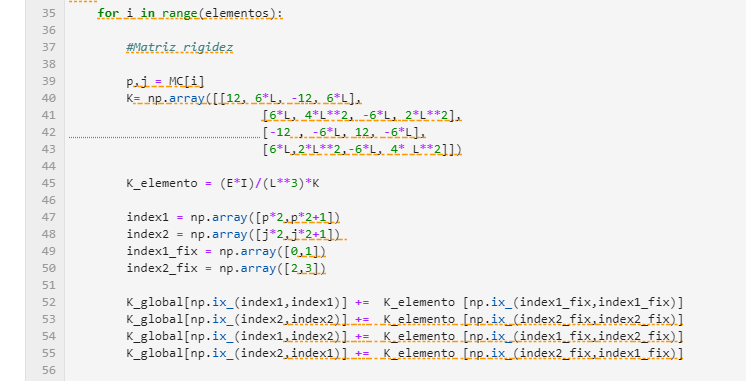 35 for i in range(elementos):
36
37 #Matriz rigidez
38
39 p,j = MC[i]
40 K= np.array([[12, 6*L, -12, 6*L],
41 [6*L, 4*L**2, -6*L, 2*L**2],
42 [-12 , -6*L, 12, -6*L],
43 [6*L,2*L**2,-6*L, 4* L**2]])
44
45 K_elemento = (E*I)/(L**3)*K
46
47 index1 = np.array([p*2,p*2+1])
48 index2 = np.array([j*2,j*2+1])
49 index1_fix = np.array([0,1])
50 index2_fix = np.array([2,3])
51
52 K_global[np.ix_(index1,index1)] += K_elemento [np.ix_(index1_fix,index1_fix)]
53 K_global[np.ix_(index2,index2)] += K_elemento [np.ix_(index2_fix,index2_fix)]
54 K_global[np.ix_(index1,index2)] += K_elemento [np.ix_(index1_fix,index2_fix)]
55 K_global[np.ix_(index2,index1)] += K_elemento [np.ix_(index2_fix,index1_fix)]
56